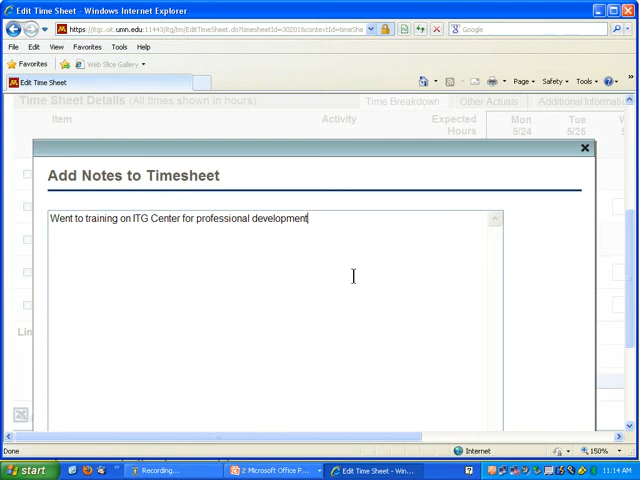 Edit Time Sheet - Windows Internet Explorer
https://itgc.oit.umn.edu:11443/itg/tm/EditTimeSheet.do?timesheetId=30201&contextId=timeShe
Google
File Edit View Favorites Tools Help
Favorites Web Slice Gallery
Edit Time Sheet
Page Safety Tools
Time Sheet Details (All times shown in hours) Time Breakdown Other Actuals Additional Informati
Item Activity Expected Hours Mon 5/24 Tue 5/25
Add Notes to Timesheet
Went to training on ITG Center for professional development
Lin
Done Internet 150%
start Recording... 2 Microsoft Office P... Edit Time Sheet - Win... 11:14 AM